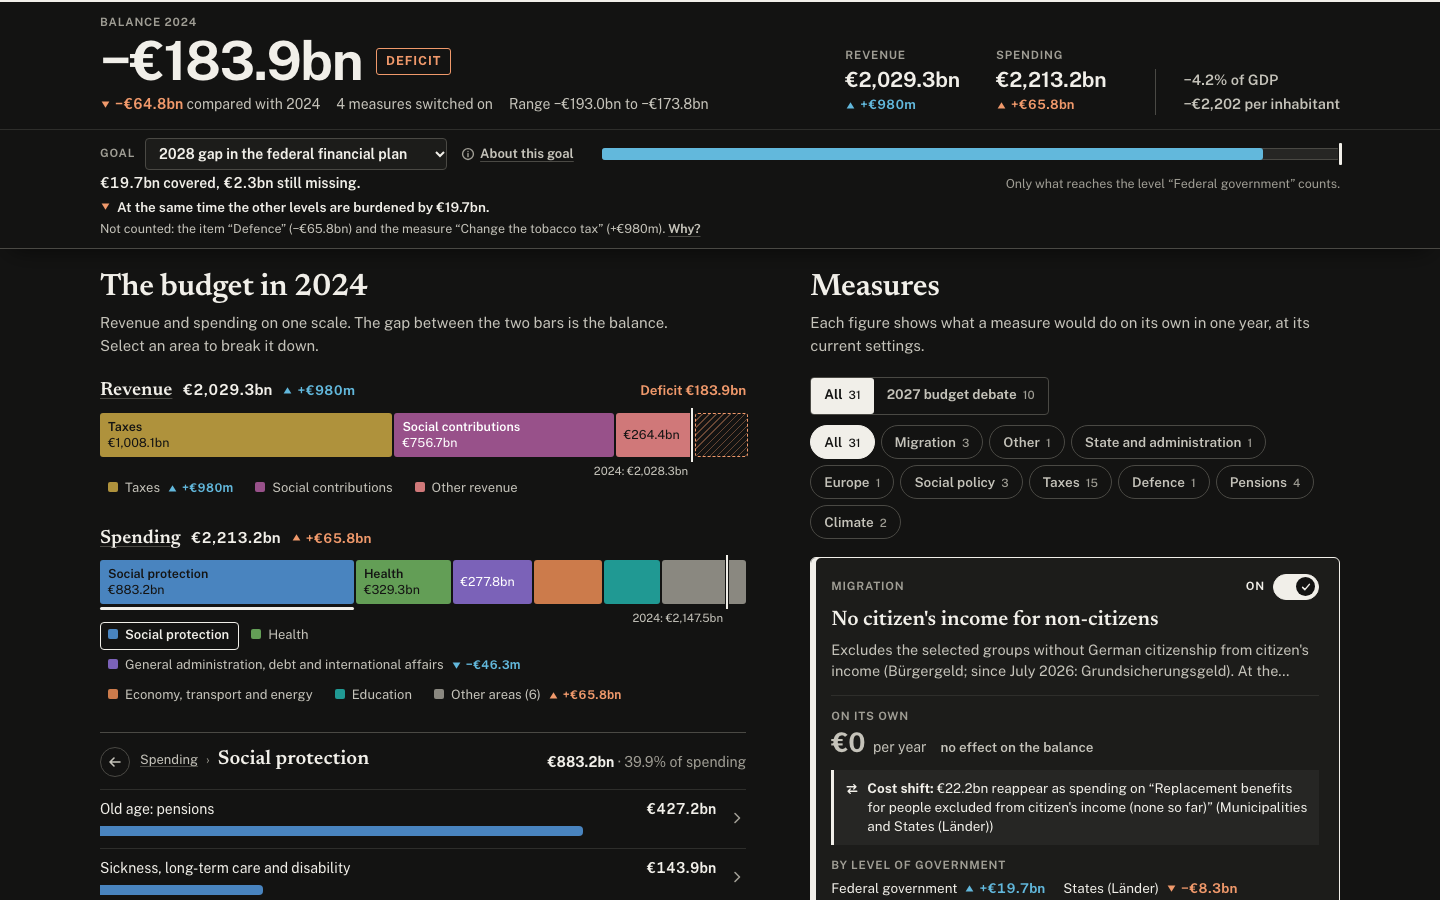 BALANCE 2024
−€183.9bn DEFICIT
▼ −€64.8bn compared with 2024 4 measures switched on Range −€193.0bn to −€173.8bn
REVENUE
€2,029.3bn
▲ +€980m
SPENDING
€2,213.2bn
▲ +€65.8bn
−4.2% of GDP
−€2,202 per inhabitant
GOAL 2028 gap in the federal financial plan About this goal
€19.7bn covered, €2.3bn still missing.
Only what reaches the level “Federal government” counts.
▼ At the same time the other levels are burdened by €19.7bn.
Not counted: the item “Defence” (−€65.8bn) and the measure “Change the tobacco tax” (+€980m). Why?
The budget in 2024
Revenue and spending on one scale. The gap between the two bars is the balance.
Select an area to break it down.
Revenue €2,029.3bn ▲ +€980m Deficit €183.9bn
Taxes
€1,008.1bn
Social contributions
€756.7bn
€264.4bn
2024: €2,028.3bn
Taxes ▲ +€980m Social contributions Other revenue
Spending €2,213.2bn ▲ +€65.8bn
Social protection
€883.2bn
Health
€329.3bn
€277.8bn
2024: €2,147.5bn
Social protection Health
General administration, debt and international affairs ▼ −€46.3m
Economy, transport and energy Education Other areas (6) ▲ +€65.8bn
← Spending › Social protection €883.2bn · 39.9% of spending
Old age: pensions €427.2bn
Sickness, long-term care and disability €143.9bn
Measures
Each figure shows what a measure would do on its own in one year, at its
current settings.
All 31 2027 budget debate 10
All 31 Migration 3 Other 1 State and administration 1
Europe 1 Social policy 3 Taxes 15 Defence 1 Pensions 4
Climate 2
MIGRATION ON
No citizen's income for non-citizens
Excludes the selected groups without German citizenship from citizen's
income (Bürgergeld; since July 2026: Grundsicherungsgeld). At the…
ON ITS OWN
€0 per year no effect on the balance
⇄ Cost shift: €22.2bn reappear as spending on “Replacement benefits
for people excluded from citizen's income (none so far)” (Municipalities
and States (Länder))
BY LEVEL OF GOVERNMENT
Federal government ▲ +€19.7bn States (Länder) ▼ −€8.3bn